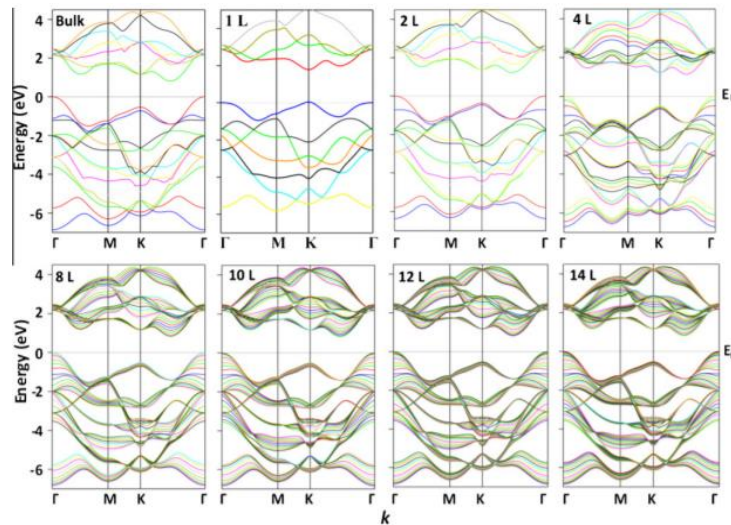 Bulk
1 L
2 L
4 L
4
2
0
-2
-4
-6
Energy (eV)
Γ M K Γ
Γ M K Γ
Γ M K Γ
Γ M K Γ
8 L
10 L
12 L
14 L
4
2
0
-2
-4
-6
Energy (eV)
Γ M K Γ
Γ M K Γ
Γ M K Γ
Γ M K Γ
k